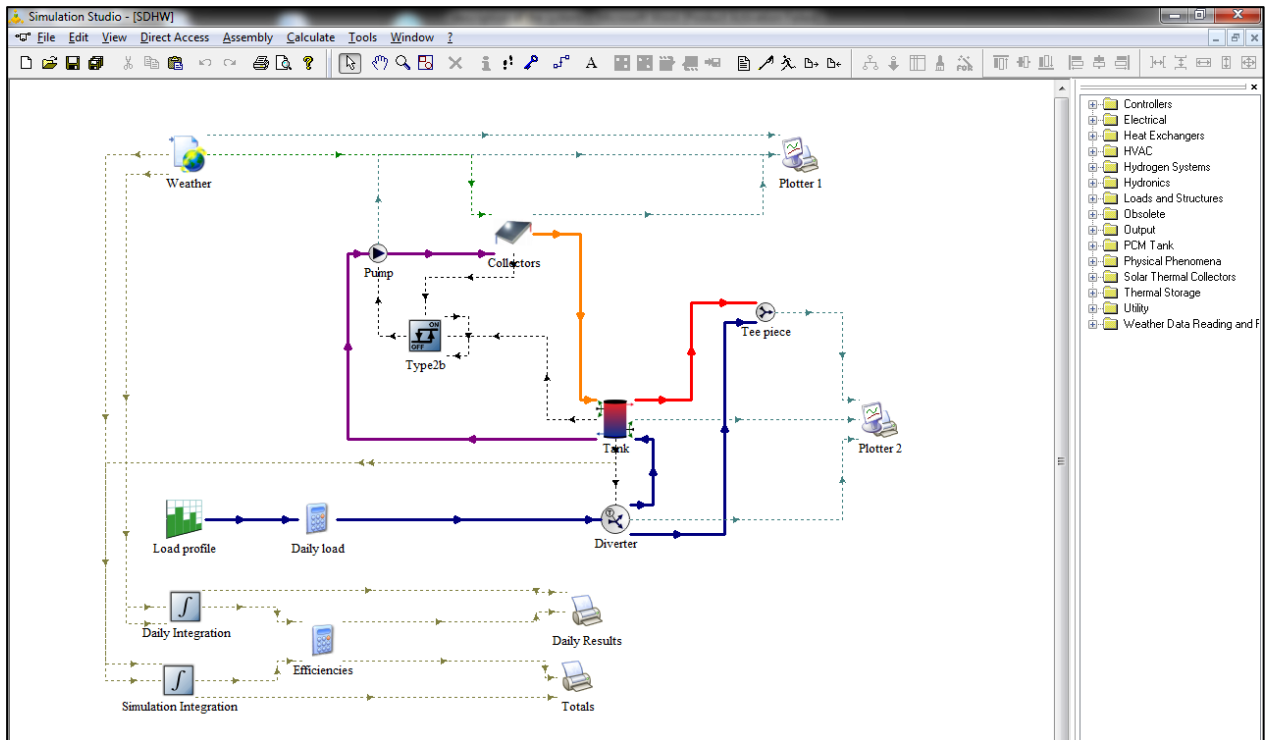 Simulation Studio - [SDHW]
File Edit View Direct Access Assembly Calculate Tools Window ?
Weather
Plotter 1
Pump
Collectors
ON
OFF
Type2b
Tee piece
Tank
Plotter 2
Load profile
Daily load
Diverter
Daily Integration
Efficiencies
Daily Results
Simulation Integration
Totals
Controllers
Electrical
Heat Exchangers
HVAC
Hydrogen Systems
Hydronics
Loads and Structures
Obsolete
Output
PCM Tank
Physical Phenomena
Solar Thermal Collectors
Thermal Storage
Utility
Weather Data Reading and F